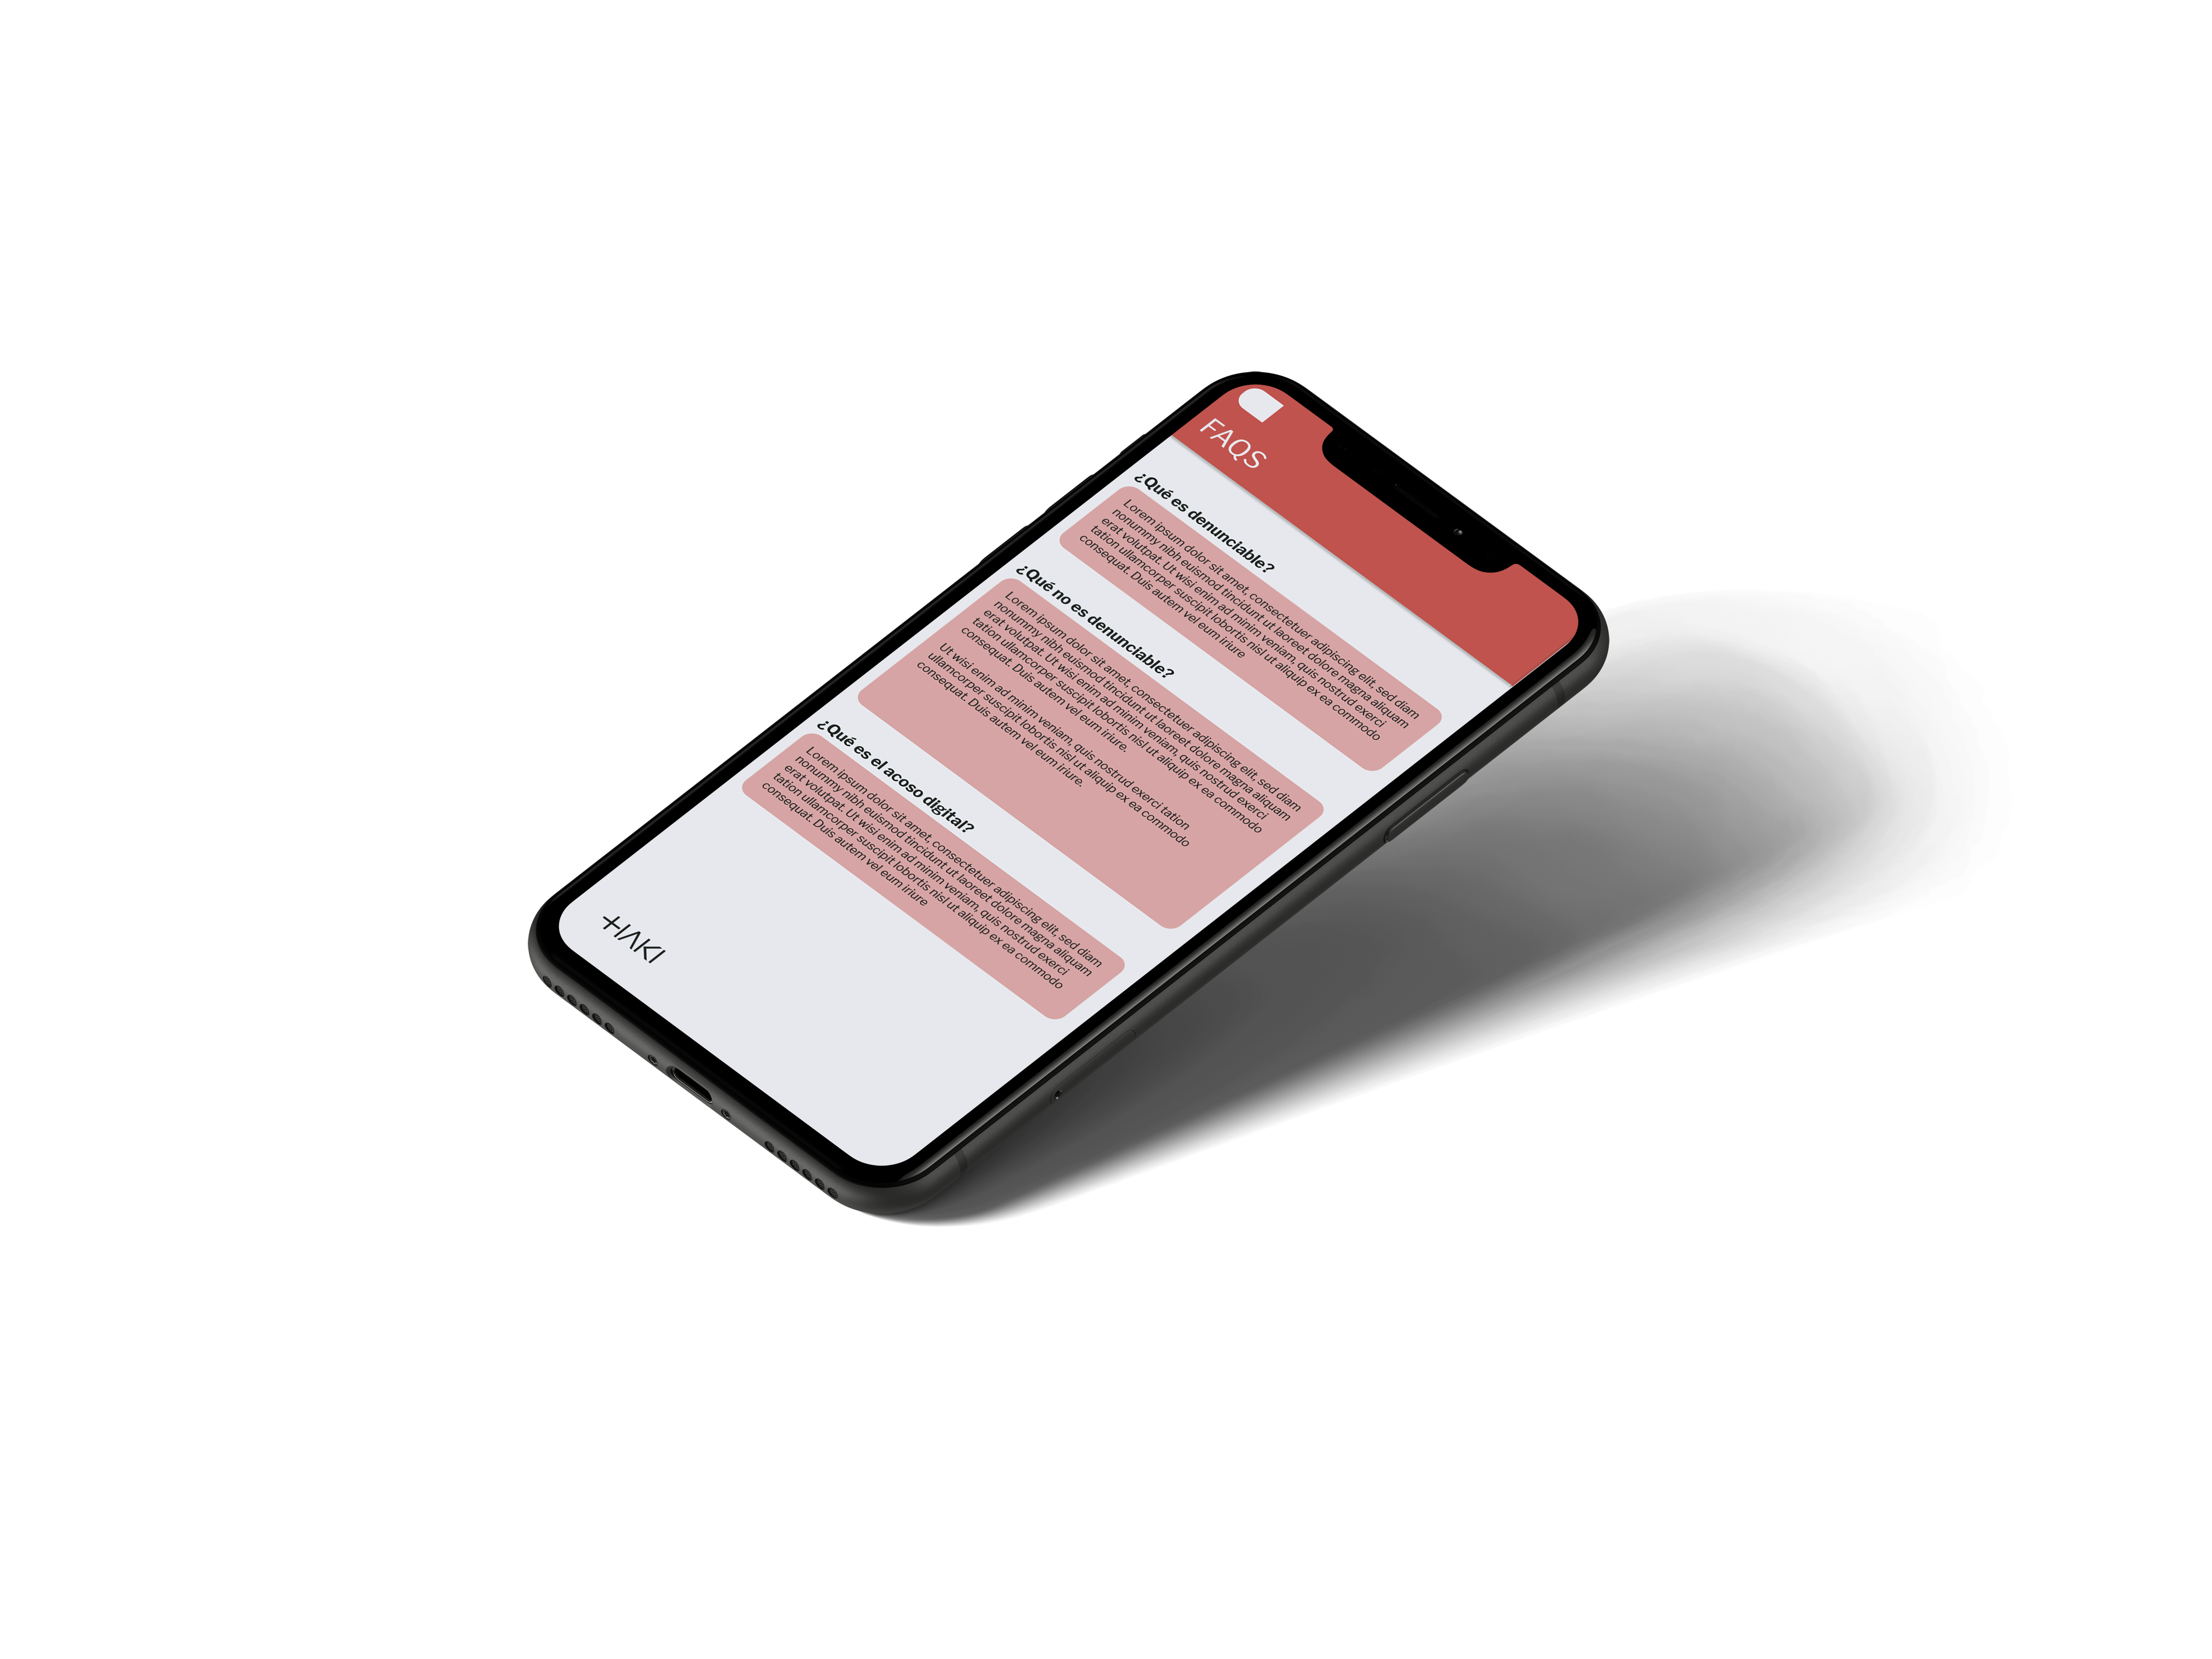 FAQS
¿Qué es denunciable?
Lorem ipsum dolor sit amet, consectetuer adipiscing elit, sed diam
nonummy nibh euismod tincidunt ut laoreet dolore magna aliquam
erat volutpat. Ut wisi enim ad minim veniam, quis nostrud exerci
tation ullamcorper suscipit lobortis nisl ut aliquip ex ea commodo
consequat. Duis autem vel eum iriure
¿Qué no es denunciable?
Lorem ipsum dolor sit amet, consectetuer adipiscing elit, sed diam
nonummy nibh euismod tincidunt ut laoreet dolore magna aliquam
erat volutpat. Ut wisi enim ad minim veniam, quis nostrud exerci
tation ullamcorper suscipit lobortis nisl ut aliquip ex ea commodo
consequat. Duis autem vel eum iriure.
Ut wisi enim ad minim veniam, quis nostrud exerci tation
ullamcorper suscipit lobortis nisl ut aliquip ex ea commodo
consequat. Duis autem vel eum iriure.
¿Qué es el acoso digital?
Lorem ipsum dolor sit amet, consectetuer adipiscing elit, sed diam
nonummy nibh euismod tincidunt ut laoreet dolore magna aliquam
erat volutpat. Ut wisi enim ad minim veniam, quis nostrud exerci
tation ullamcorper suscipit lobortis nisl ut aliquip ex ea commodo
consequat. Duis autem vel eum iriure
HAKI